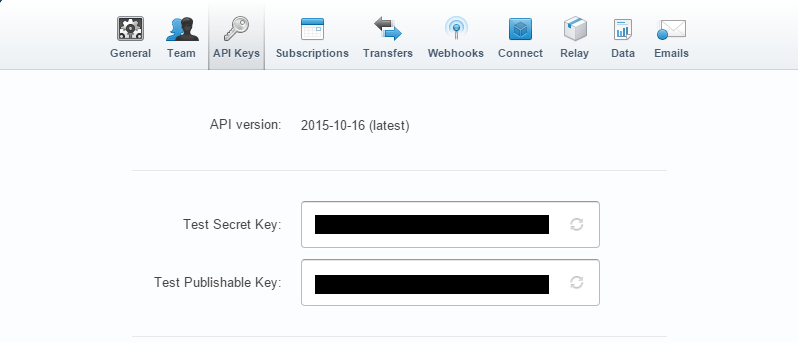 General Team API Keys Subscriptions Transfers Webhooks Connect Relay Data Emails
API version: 2015-10-16 (latest)
Test Secret Key:
Test Publishable Key: